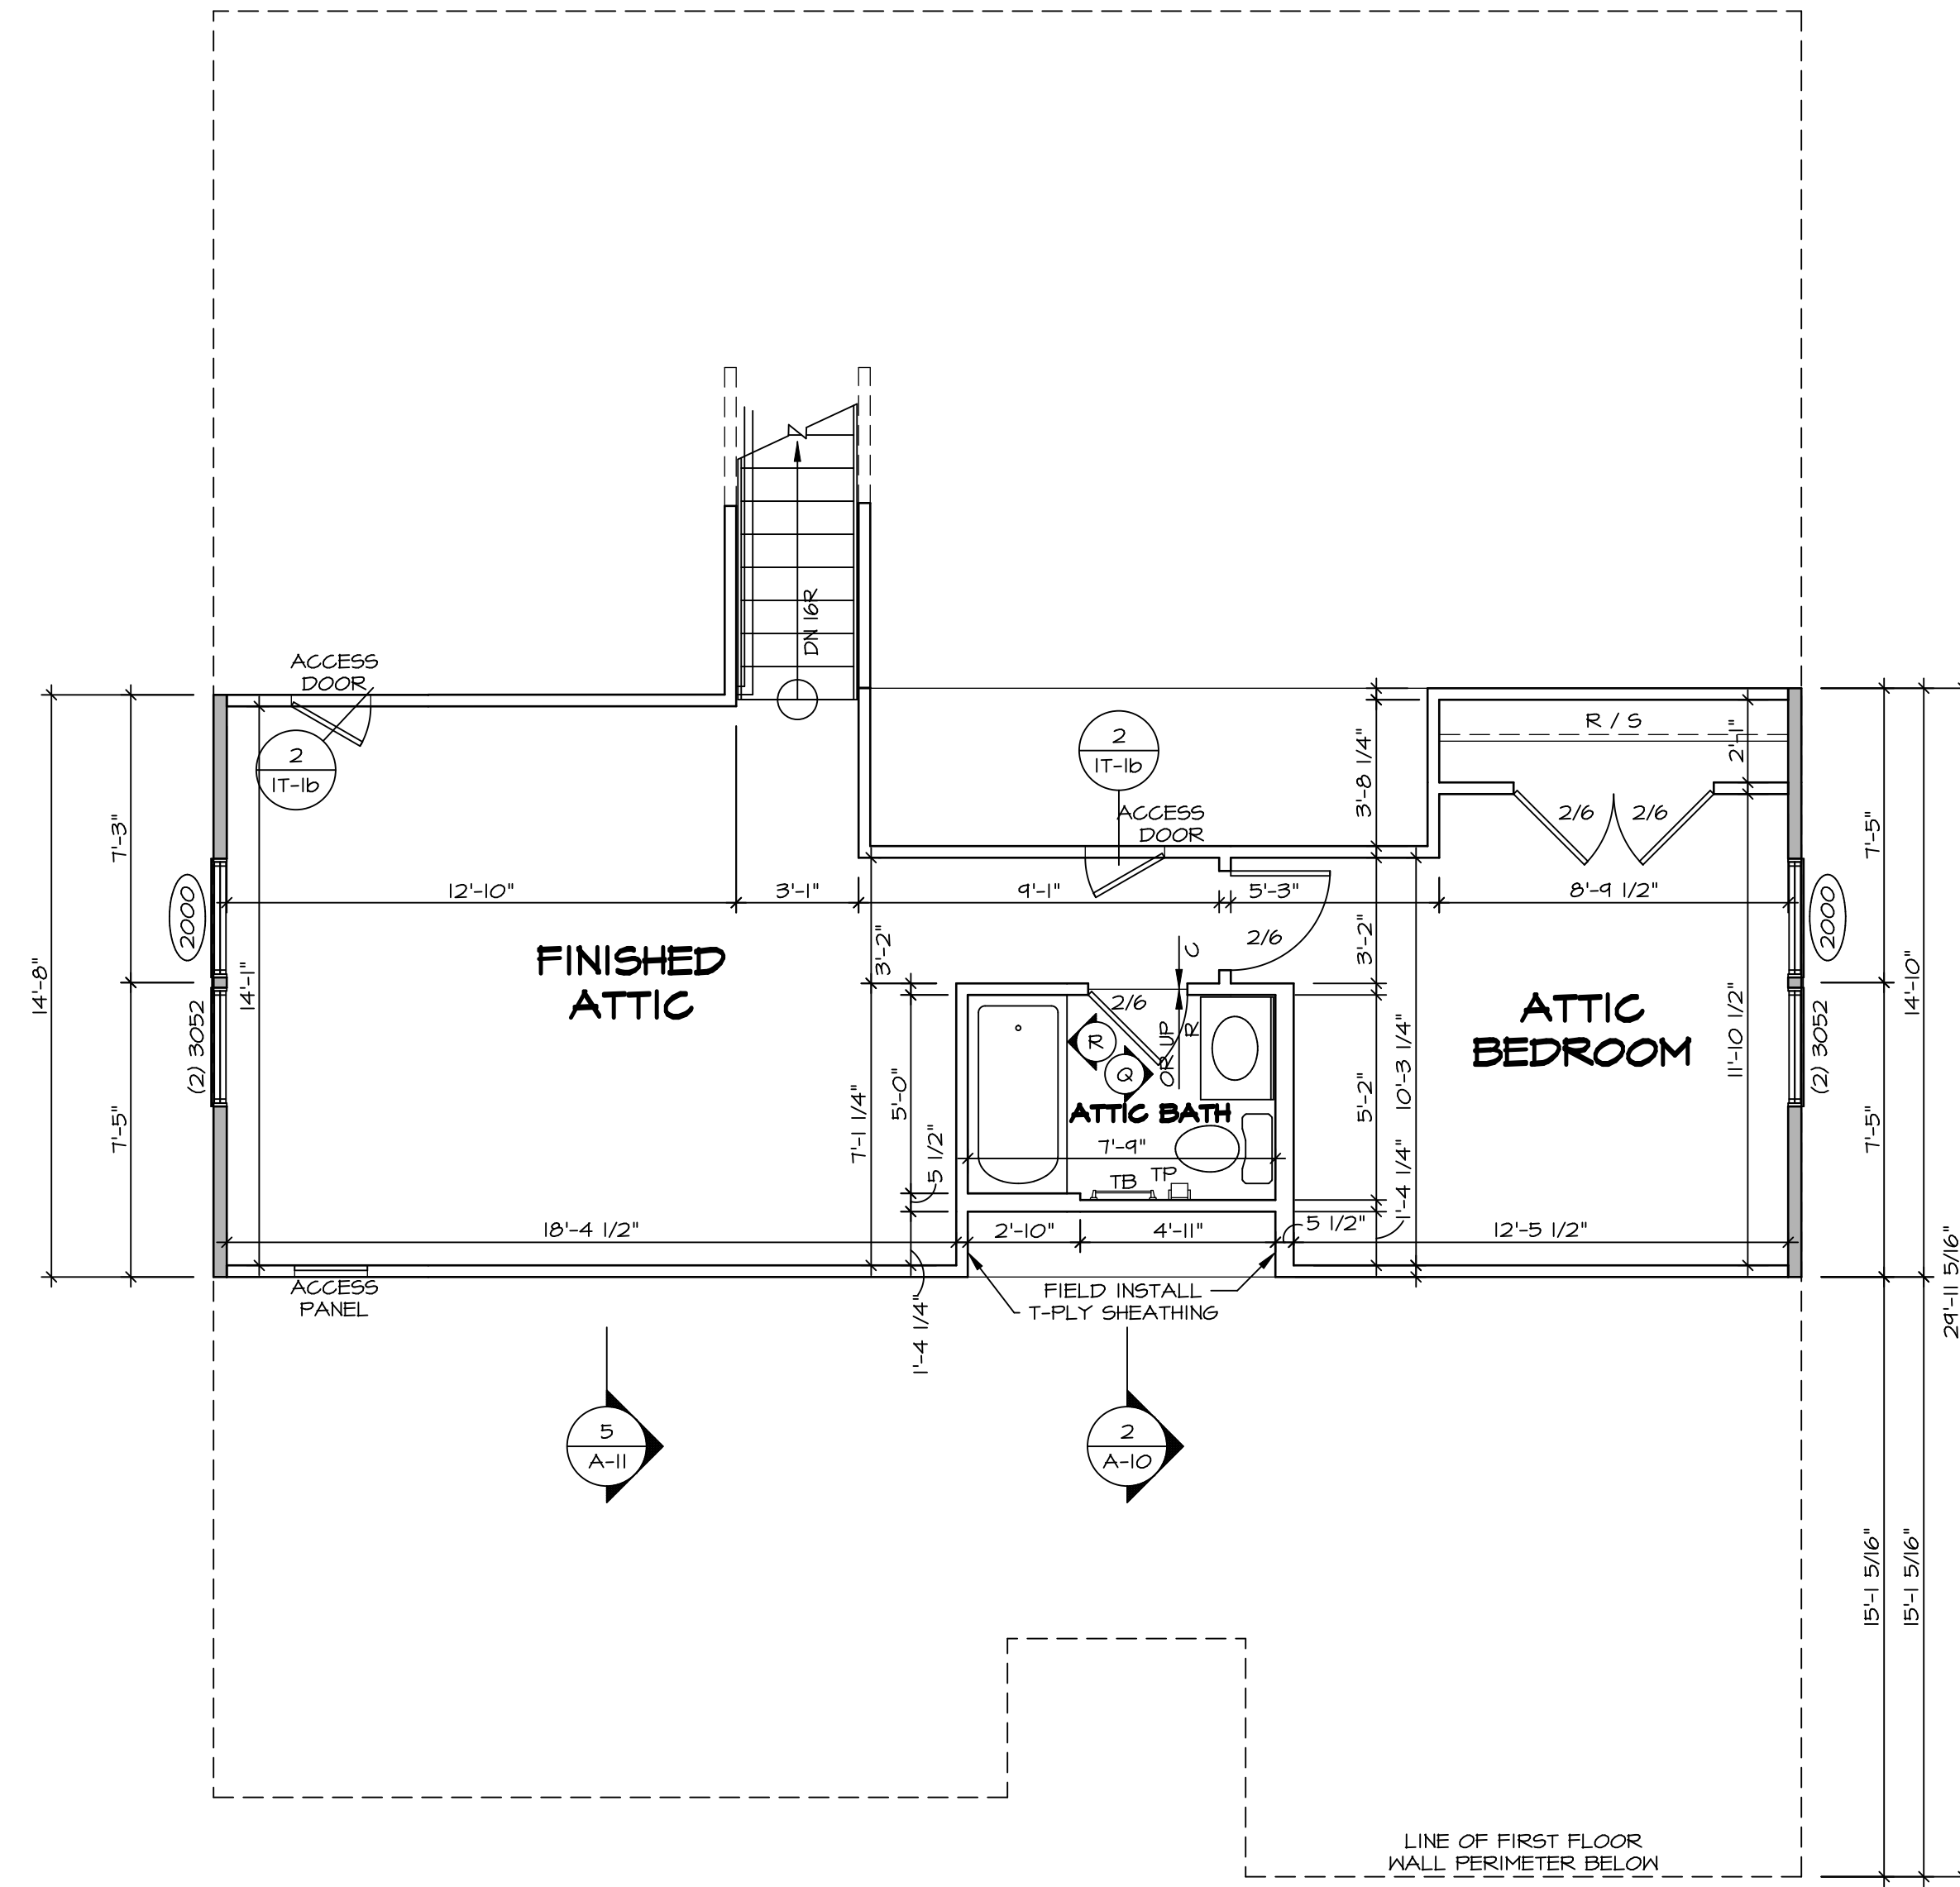 DN 16R
ACCESS
DOOR
2
1T-1b
2
1T-1b
ACCESS
DOOR
R / S
2'-1"
3'-8 1/4"
2/6
2/6
7'-3"
7'-5"
12'-10"
3'-1"
9'-1"
5'-3"
8'-9 1/2"
2000
2000
14'-8"
14'-1"
FINISHED
ATTIC
3'-2"
C
2/6
3'-2"
14'-10"
(2) 3052
2/6
OR UP
R
R
Q
ATTIC
BEDROOM
11'-10 1/2"
(2) 3052
7'-5"
7'-1 1/4"
5'-0"
5 1/2"
ATTIC BATH
7'-9"
TB
TP
5'-2"
10'-3 1/4"
1'-4 1/4"
7'-5"
18'-4 1/2"
2'-10"
4'-11"
5 1/2"
12'-5 1/2"
29'-11 5/16"
ACCESS
PANEL
1'-4 1/4"
FIELD INSTALL
T-PLY SHEATHING
5
A-11
2
A-10
15'-1 5/16"
15'-1 5/16"
LINE OF FIRST FLOOR
WALL PERIMETER BELOW